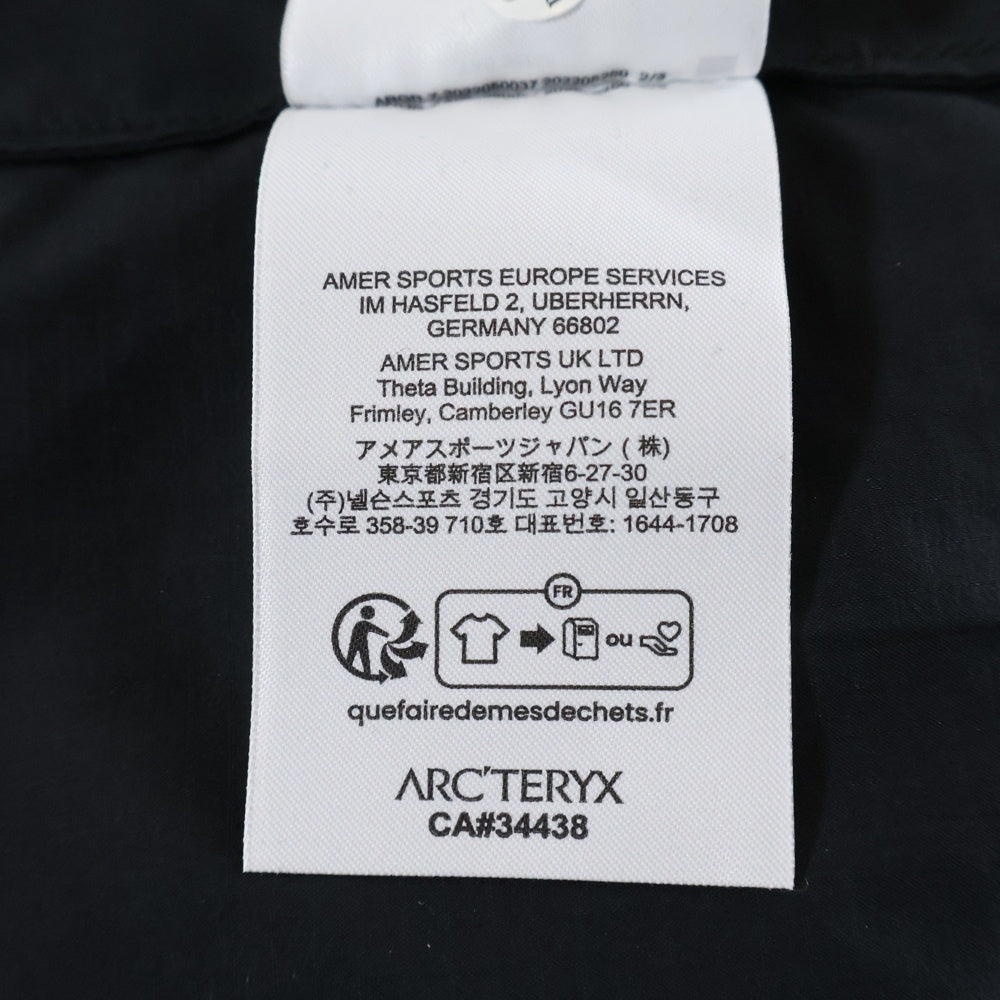 AMER SPORTS EUROPE SERVICES
IM HASFELD 2, UBERHERRN,
GERMANY 66802
AMER SPORTS UK LTD
Theta Building, Lyon Way
Frimley, Camberley GU16 7ER
アメアスポーツジャパン (株)
東京都新宿区新宿6-27-30
(주)넬슨스포츠 경기도 고양시 일산동구
호수로 358-39 710호 대표번호: 1644-1708
FR
ou
quefairedemesdechets.fr
ARC'TERYX
CA#34438